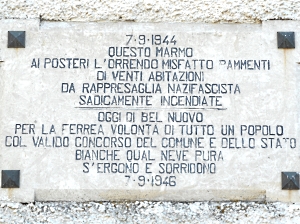 7-9-1944
QUESTO MARMO
AI POSTERI L'ORRENDO MISFATTO RAMMENTI
DI VENTI ABITAZIONI
DA RAPPRESAGLIA NAZIFASCISTA
SADICAMENTE INCENDIATE
OGGI DI BEL NUOVO
PER LA FERREA VOLONTÀ DI TUTTO UN POPOLO
COL VALIDO CONCORSO DEL COMUNE E DELLO STATO
BIANCHE QUAL NEVE PURA
S'ERGONO E SORRIDONO
7-9-1946